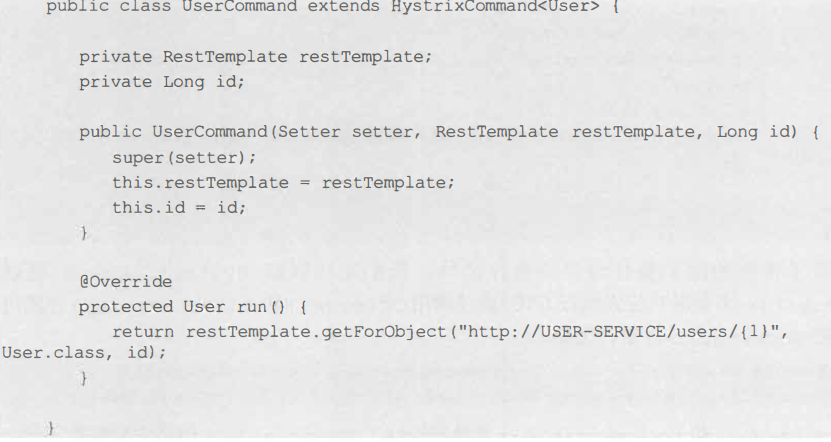 public class UserCommand extends HystrixCommand<User> {
private RestTemplate restTemplate;
private Long id;
public UserCommand(Setter setter, RestTemplate restTemplate, Long id) {
super(setter);
this.restTemplate = restTemplate;
this.id = id;
}
@Override
protected User run() {
return restTemplate.getForObject("http://USER-SERVICE/users/{1}",
User.class, id);
}
}